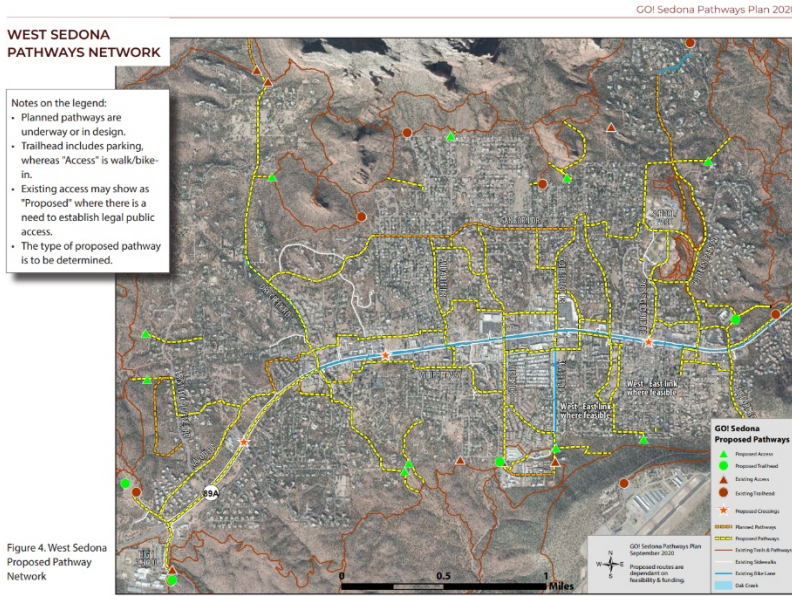 GO! Sedona Pathways Plan 2020
WEST SEDONA
PATHWAYS NETWORK
Notes on the legend:
• Planned pathways are
underway or in design.
• Trailhead includes parking,
whereas "Access" is walk/bike-
in.
• Existing access may show as
"Proposed" where there is a
need to establish legal public
access.
• The type of proposed pathway
is to be determined.
SCHOOL
West - East link
where feasible
West - East link
where feasible
89A
HIGH
SCHOOL
Figure 4. West Sedona
Proposed Pathway
Network
GO! Sedona
Proposed Pathways
Proposed Access
Proposed Trailhead
Existing Access
Existing Trailhead
Proposed Crossings
Planned Pathways
Proposed Pathways
Existing Trails & Pathways
Existing Sidewalks
Existing Bike Lane
Oak Creek
N
W E
S
GO! Sedona Pathways Plan
September 2020
Proposed routes are
dependant on
feasibility & funding.
0 0.5 1
Miles